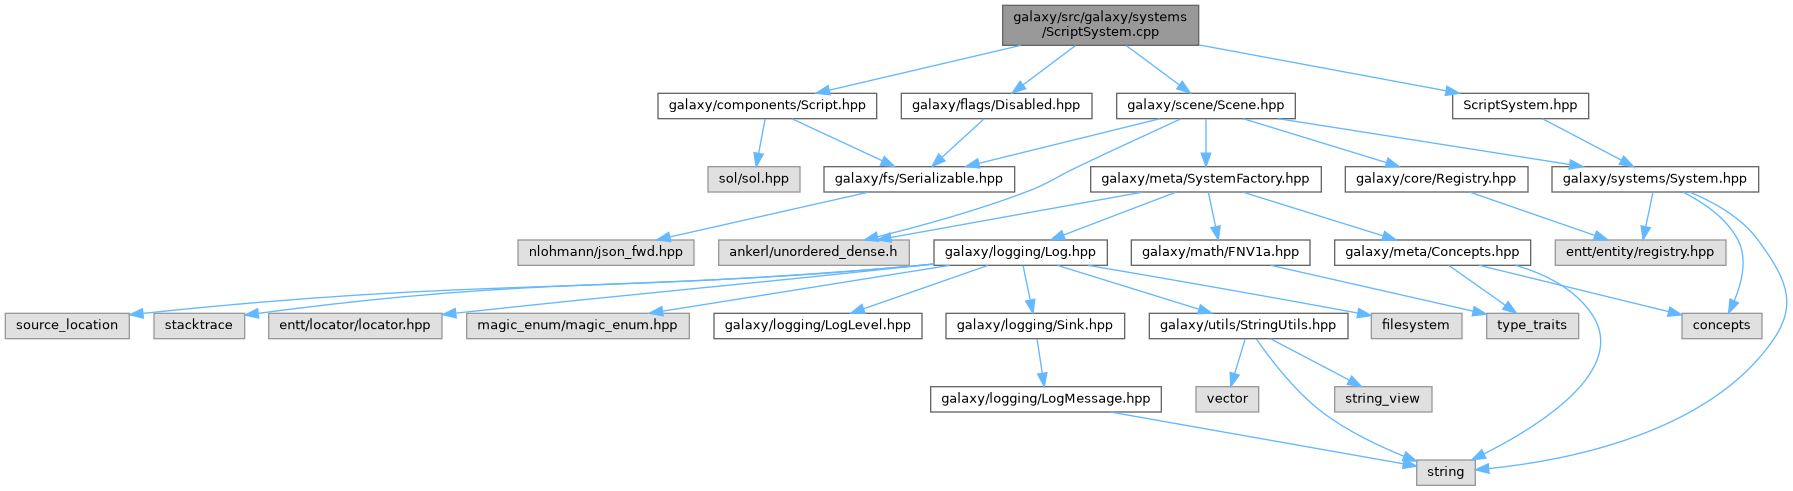 galaxy/src/galaxy/systems
/ScriptSystem.cpp
galaxy/components/Script.hpp
galaxy/flags/Disabled.hpp
galaxy/scene/Scene.hpp
ScriptSystem.hpp
sol/sol.hpp
galaxy/fs/Serializable.hpp
galaxy/meta/SystemFactory.hpp
galaxy/core/Registry.hpp
galaxy/systems/System.hpp
nlohmann/json_fwd.hpp
ankerl/unordered_dense.h
galaxy/logging/Log.hpp
galaxy/math/FNV1a.hpp
galaxy/meta/Concepts.hpp
entt/entity/registry.hpp
source_location
stacktrace
entt/locator/locator.hpp
magic_enum/magic_enum.hpp
galaxy/logging/LogLevel.hpp
galaxy/logging/Sink.hpp
galaxy/utils/StringUtils.hpp
filesystem
type_traits
concepts
galaxy/logging/LogMessage.hpp
vector
string_view
string